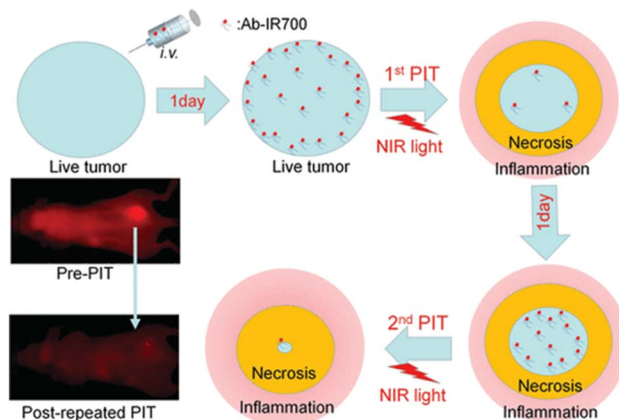 :Ab-IR700
i.v.
1day
1st PIT
NIR light
Live tumor
Live tumor
Necrosis
Inflammation
1day
Pre-PIT
2nd PIT
NIR light
Necrosis
Inflammation
Necrosis
Inflammation
Post-repeated PIT